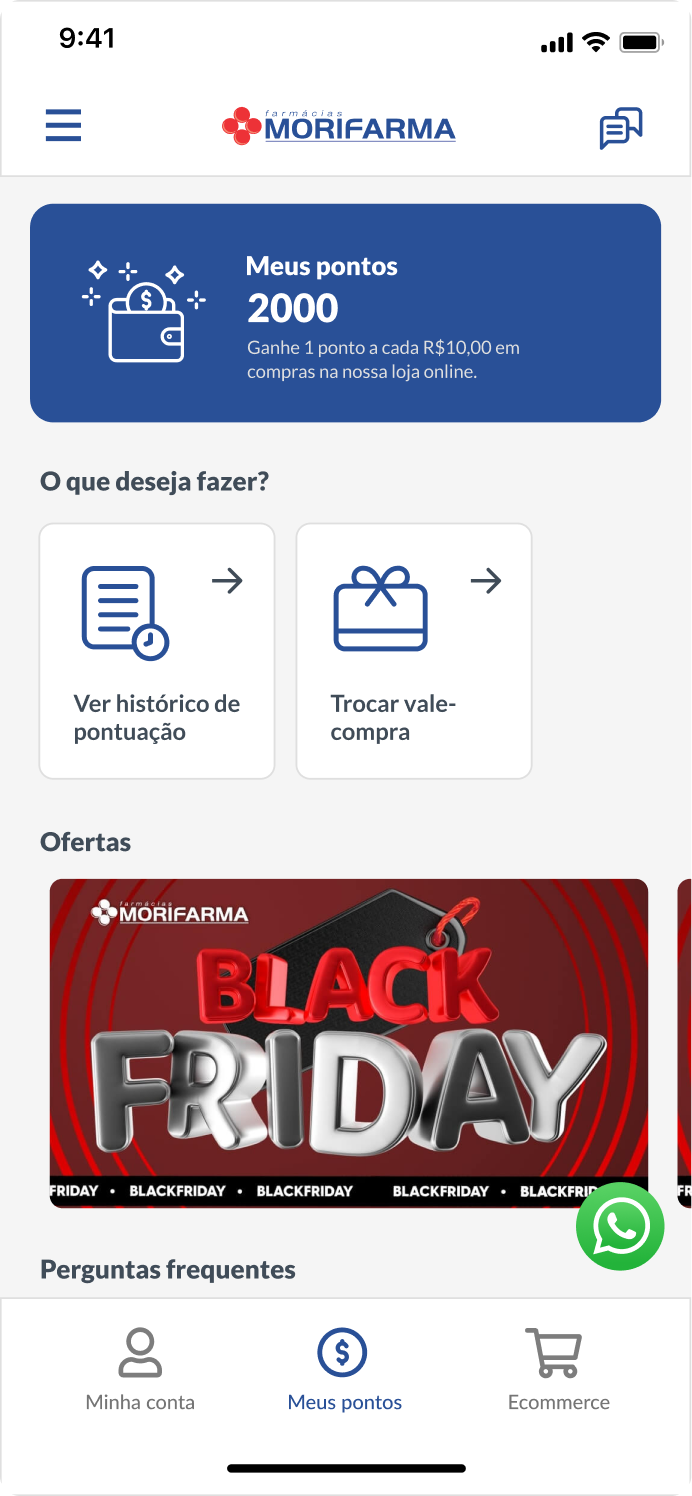 9:41
farmácias
MORIFARMA
Meus pontos
2000
Ganhe 1 ponto a cada R$10,00 em
compras na nossa loja online.
O que deseja fazer?
Ver histórico de
pontuação
Trocar vale-
compra
Ofertas
farmácias
MORIFARMA
BLACK
FRIDAY
FRIDAY • BLACKFRIDAY • BLACKFRIDAY BLACKFRIDAY • BLACKFRID
FR
Perguntas frequentes
Minha conta
Meus pontos
Ecommerce